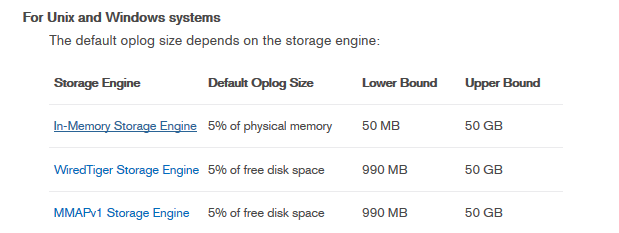 For Unix and Windows systems
The default oplog size depends on the storage engine:
Storage Engine Default Oplog Size Lower Bound Upper Bound
In-Memory Storage Engine 5% of physical memory 50 MB 50 GB
WiredTiger Storage Engine 5% of free disk space 990 MB 50 GB
MMAPv1 Storage Engine 5% of free disk space 990 MB 50 GB